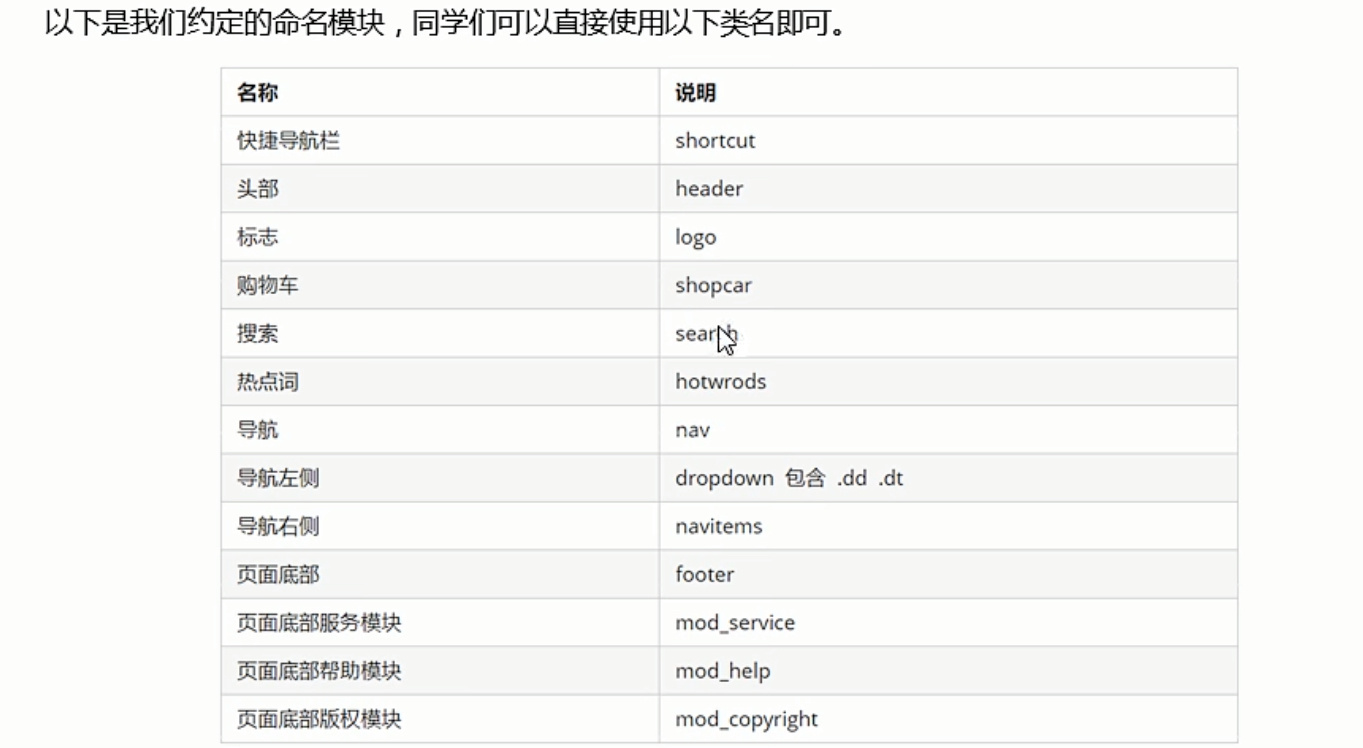 以下是我们约定的命名模块，同学们可以直接使用以下类名即可。
名称 说明
快捷导航栏 shortcut
头部 header
标志 logo
购物车 shopcar
搜索 search
热点词 hotwrods
导航 nav
导航左侧 dropdown 包含 .dd .dt
导航右侧 navitems
页面底部 footer
页面底部服务模块 mod_service
页面底部帮助模块 mod_help
页面底部版权模块 mod_copyright